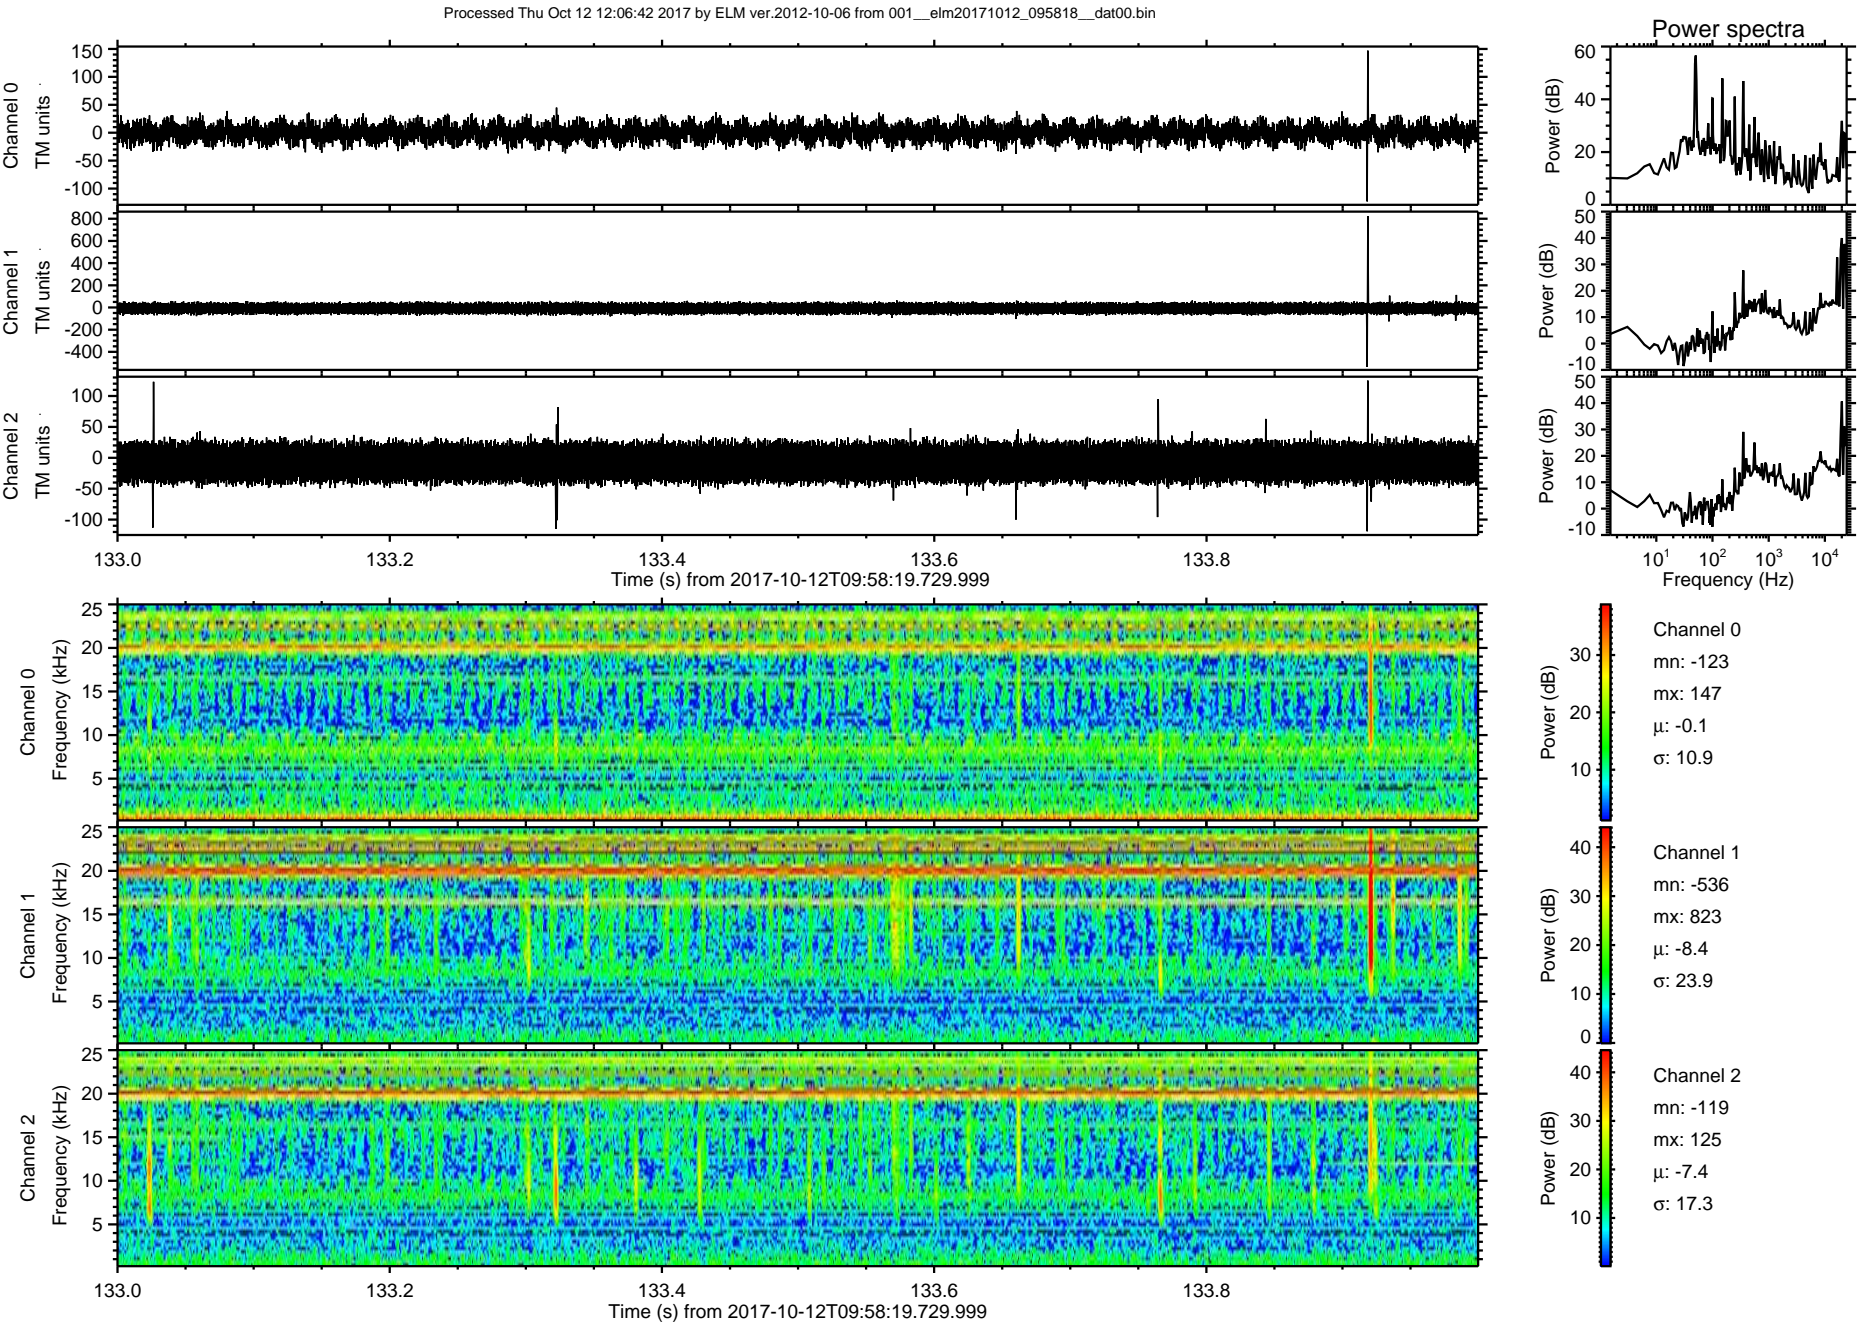 Processed Thu Oct 12 12:06:42 2017 by ELM ver.2012-10-06 from 001__elm20171012_095818__dat00.bin
Power spectra
Channel 0
TM units
150
100
50
0
-50
-100
Power (dB)
60
40
20
0
Channel 1
TM units
800
600
400
200
0
-200
-400
Power (dB)
50
40
30
20
10
0
-10
Channel 2
TM units
100
50
0
-50
-100
Power (dB)
50
40
30
20
10
0
-10
133.0 133.2 133.4 133.6 133.8
Time (s) from 2017-10-12T09:58:19.729.999
10^1 10^2 10^3 10^4
Frequency (Hz)
Channel 0
Frequency (kHz)
25
20
15
10
5
Power (dB)
30
20
10
Channel 0
mn: -123
mx: 147
μ: -0.1
σ: 10.9
Channel 1
Frequency (kHz)
25
20
15
10
5
Power (dB)
40
30
20
10
0
Channel 1
mn: -536
mx: 823
μ: -8.4
σ: 23.9
Channel 2
Frequency (kHz)
25
20
15
10
5
Power (dB)
40
30
20
10
Channel 2
mn: -119
mx: 125
μ: -7.4
σ: 17.3
133.0 133.2 133.4 133.6 133.8
Time (s) from 2017-10-12T09:58:19.729.999